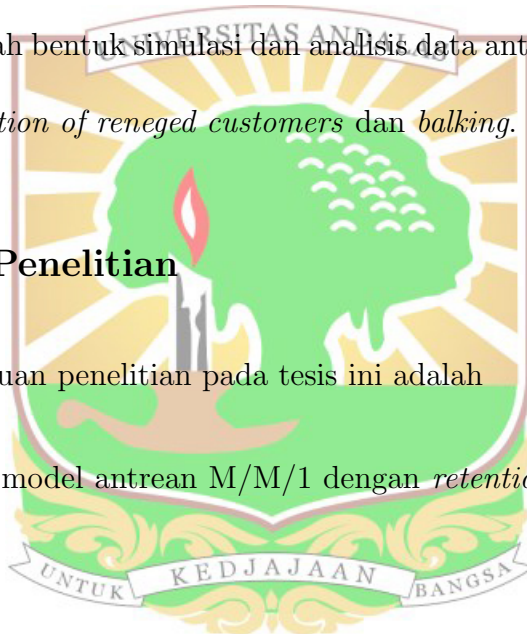 UNIVERSITAS ANDALAS
ah bentuk simulasi dan analisis data ant
tion of reneged customers dan balking.
Penelitian
uan penelitian pada tesis ini adalah
model antrean M/M/1 dengan retentio
UNTUK KEDJAJAAN BANGSA